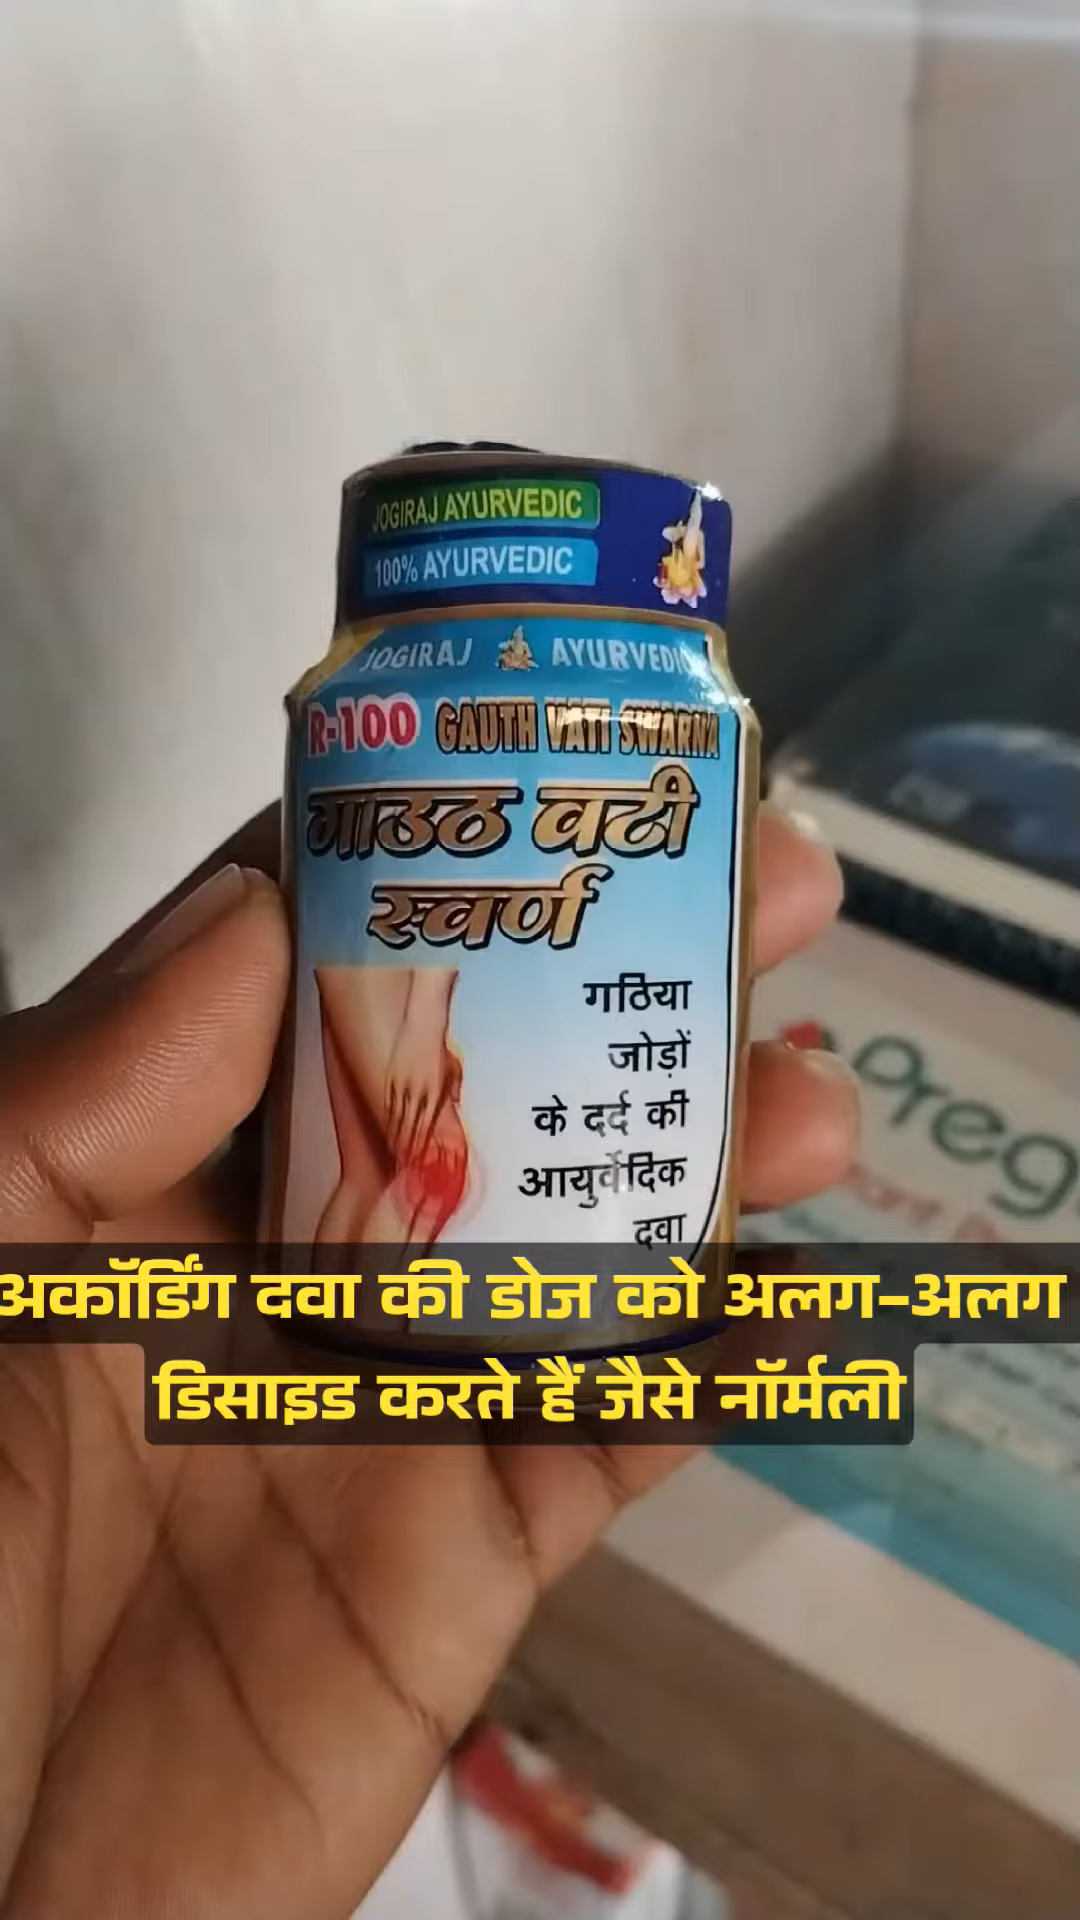 JOGIRAJ AYURVEDIC
100% AYURVEDIC
JOGIRAJ AYURVEDIC
R-100 GAUTH VATI SWARNA
गाउठ वटी
स्वर्ण
गठिया
जोड़ों
के दर्द की
आयुर्वेदिक
दवा
Preg
अकॉर्डिंग दवा की डोज को अलग-अलग
डिसाइड करते हैं जैसे नॉर्मली